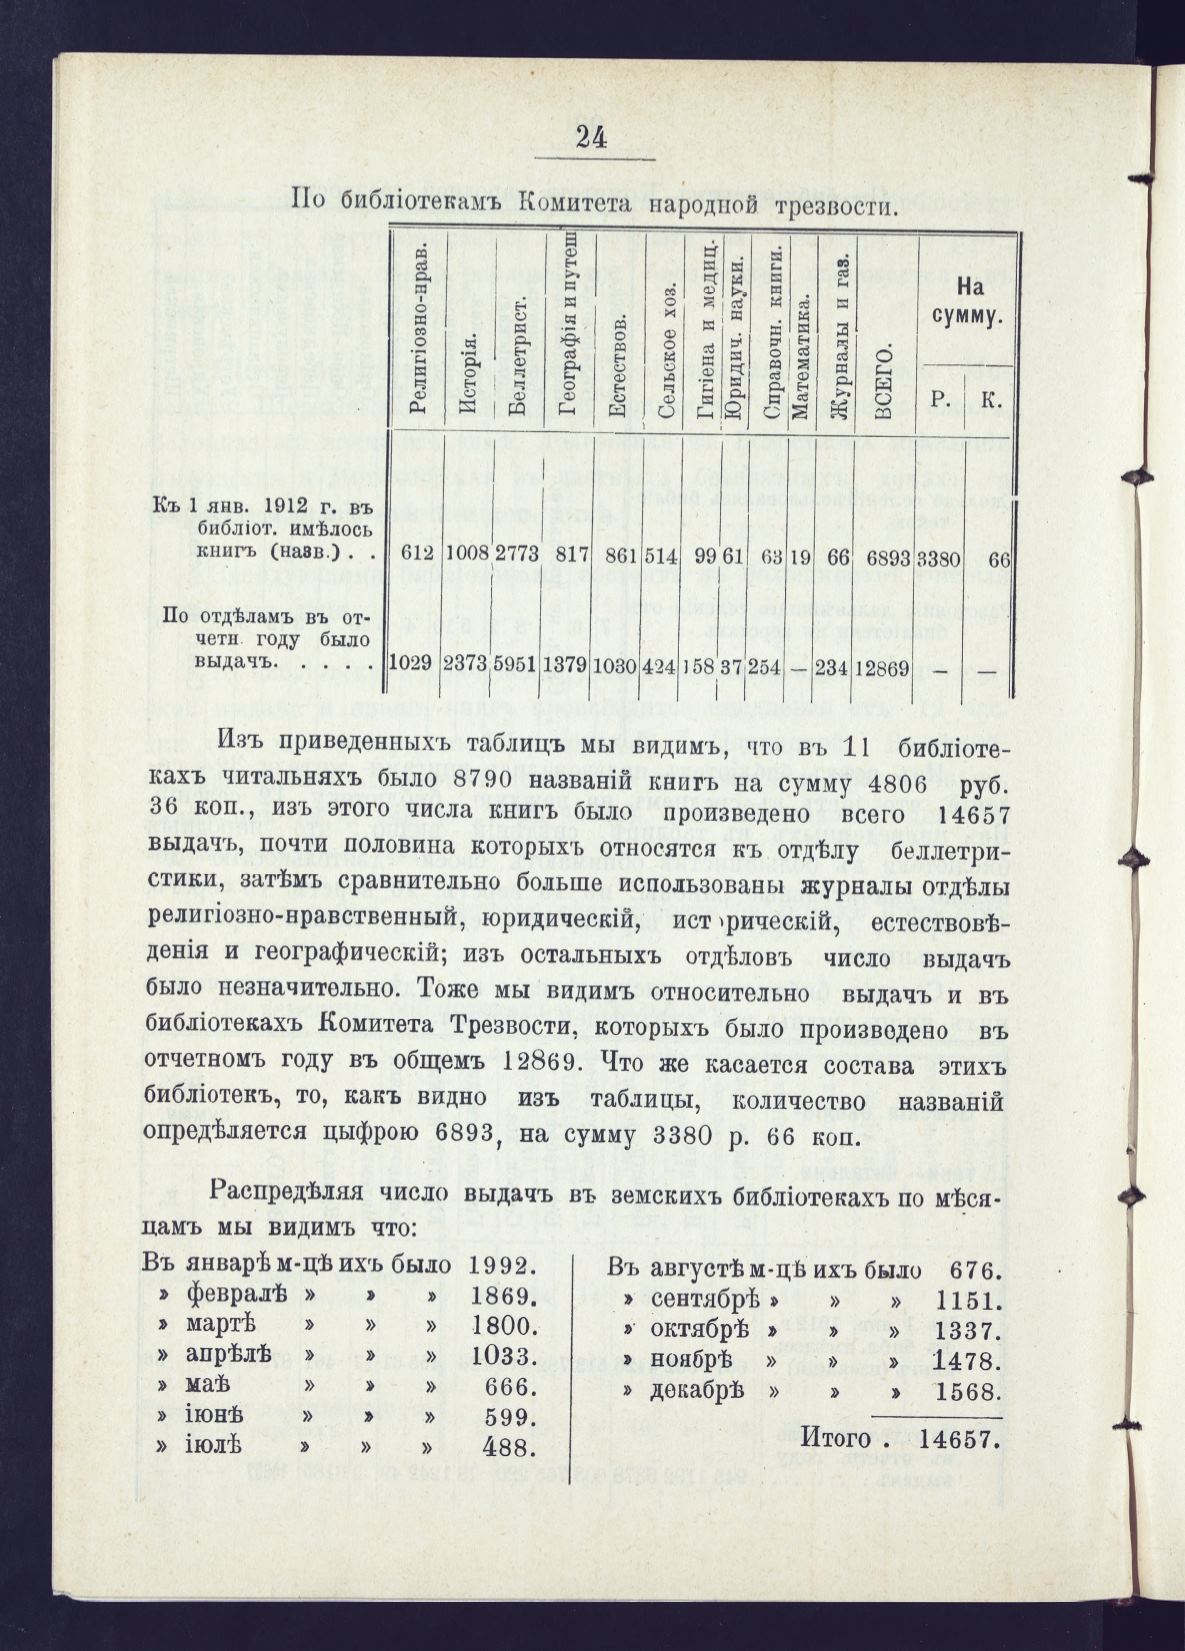 24
По библіотекамъ Комитета народной трезвости.
Религіозно-нрав. Исторія. Беллетрист. Географія и путеш Естествов. Сельское хоз. Гигіена и медиц. Юридич. науки. Справочн. книги. Математика. Журналы и газ. ВСЕГО. На сумму. Р. К.
Къ 1 янв. 1912 г. въ
библіот. имѣлось
книгъ (назв.) . . 612 1008 2773 817 861 514 99 61 63 19 66 6893 3380 66
По отдѣламъ въ от-
четн. году было
выдачъ. . . . . 1029 2373 5951 1379 1030 424 158 37 254 — 234 12869 — —
Изъ приведенныхъ таблицъ мы видимъ, что въ 11 библіоте-
кахъ читальняхъ было 8790 названій книгъ на сумму 4806 руб.
36 коп., изъ этого числа книгъ было произведено всего 14657
выдачъ, почти половина которыхъ относятся къ отдѣлу беллетри-
стики, затѣмъ сравнительно больше использованы журналы отдѣлы
религіозно-нравственный, юридическій, историческій, естествовѣ-
денія и географическій; изъ остальныхъ отдѣловъ число выдачъ
было незначительно. Тоже мы видимъ относительно выдачъ и въ
библіотекахъ Комитета Трезвости, которыхъ было произведено въ
отчетномъ году въ общемъ 12869. Что же касается состава этихъ
библіотекъ, то, какъ видно изъ таблицы, количество названій
опредѣляется цыфрою 6893, на сумму 3380 р. 66 коп.
Распредѣляя число выдачъ въ земскихъ библіотекахъ по мѣся-
цамъ мы видимъ что:
Въ январѣ м-цѣ ихъ было 1992.
» февралѣ » » » 1869.
» мартѣ » » » 1800.
» апрѣлѣ » » » 1033.
» маѣ » » » 666.
» іюнѣ » » » 599.
» іюлѣ » » » 488.
Въ августѣ м-цѣ ихъ было 676.
» сентябрѣ » » » 1151.
» октябрѣ » » » 1337.
» ноябрѣ » » » 1478.
» декабрѣ » » » 1568.
Итого . 14657.